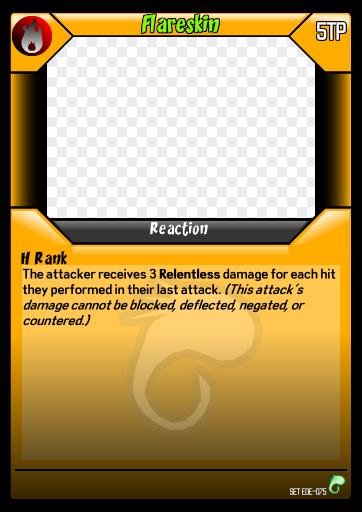 Flareskin
5TP
Reaction
H Rank
The attacker receives 3 Relentless damage for each hit
they performed in their last attack. (This attack's
damage cannot be blocked, deflected, negated, or
countered.)
SET EOE-075